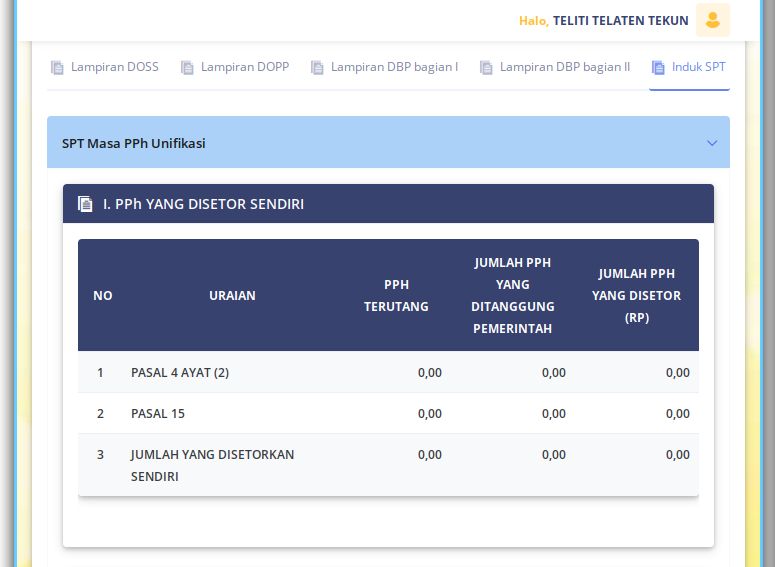 Halo, TELITI TELATEN TEKUN
Lampiran DOSS Lampiran DOPP Lampiran DBP bagian I Lampiran DBP bagian II Induk SPT
SPT Masa PPh Unifikasi
I. PPh YANG DISETOR SENDIRI
NO URAIAN PPH TERUTANG JUMLAH PPH YANG DITANGGUNG PEMERINTAH JUMLAH PPH YANG DISETOR (RP)
1 PASAL 4 AYAT (2) 0,00 0,00 0,00
2 PASAL 15 0,00 0,00 0,00
3 JUMLAH YANG DISETORKAN SENDIRI 0,00 0,00 0,00